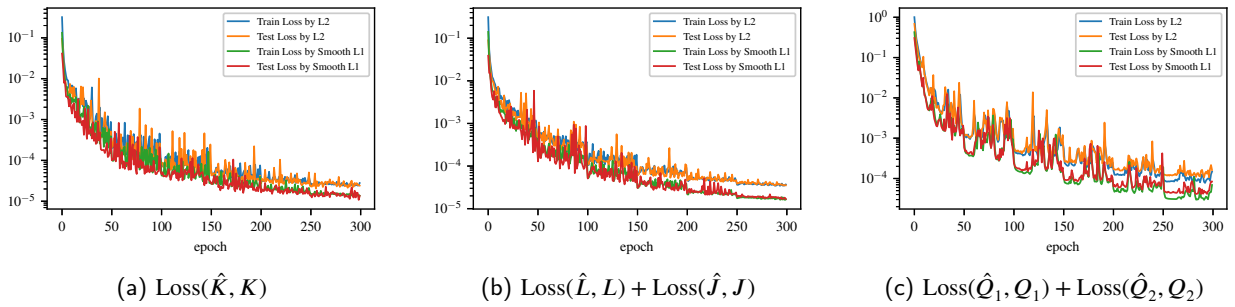 10⁻¹
10⁻²
10⁻³
10⁻⁴
10⁻⁵
Train Loss by L2
Test Loss by L2
Train Loss by Smooth L1
Test Loss by Smooth L1
0 50 100 150 200 250 300
epoch
(a) Loss(K̂, K)
10⁻¹
10⁻²
10⁻³
10⁻⁴
10⁻⁵
Train Loss by L2
Test Loss by L2
Train Loss by Smooth L1
Test Loss by Smooth L1
0 50 100 150 200 250 300
epoch
(b) Loss(L̂, L) + Loss(Ĵ, J)
10⁰
10⁻¹
10⁻²
10⁻³
10⁻⁴
Train Loss by L2
Test Loss by L2
Train Loss by Smooth L1
Test Loss by Smooth L1
0 50 100 150 200 250 300
epoch
(c) Loss(Q̂₁, Q₁) + Loss(Q̂₂, Q₂)